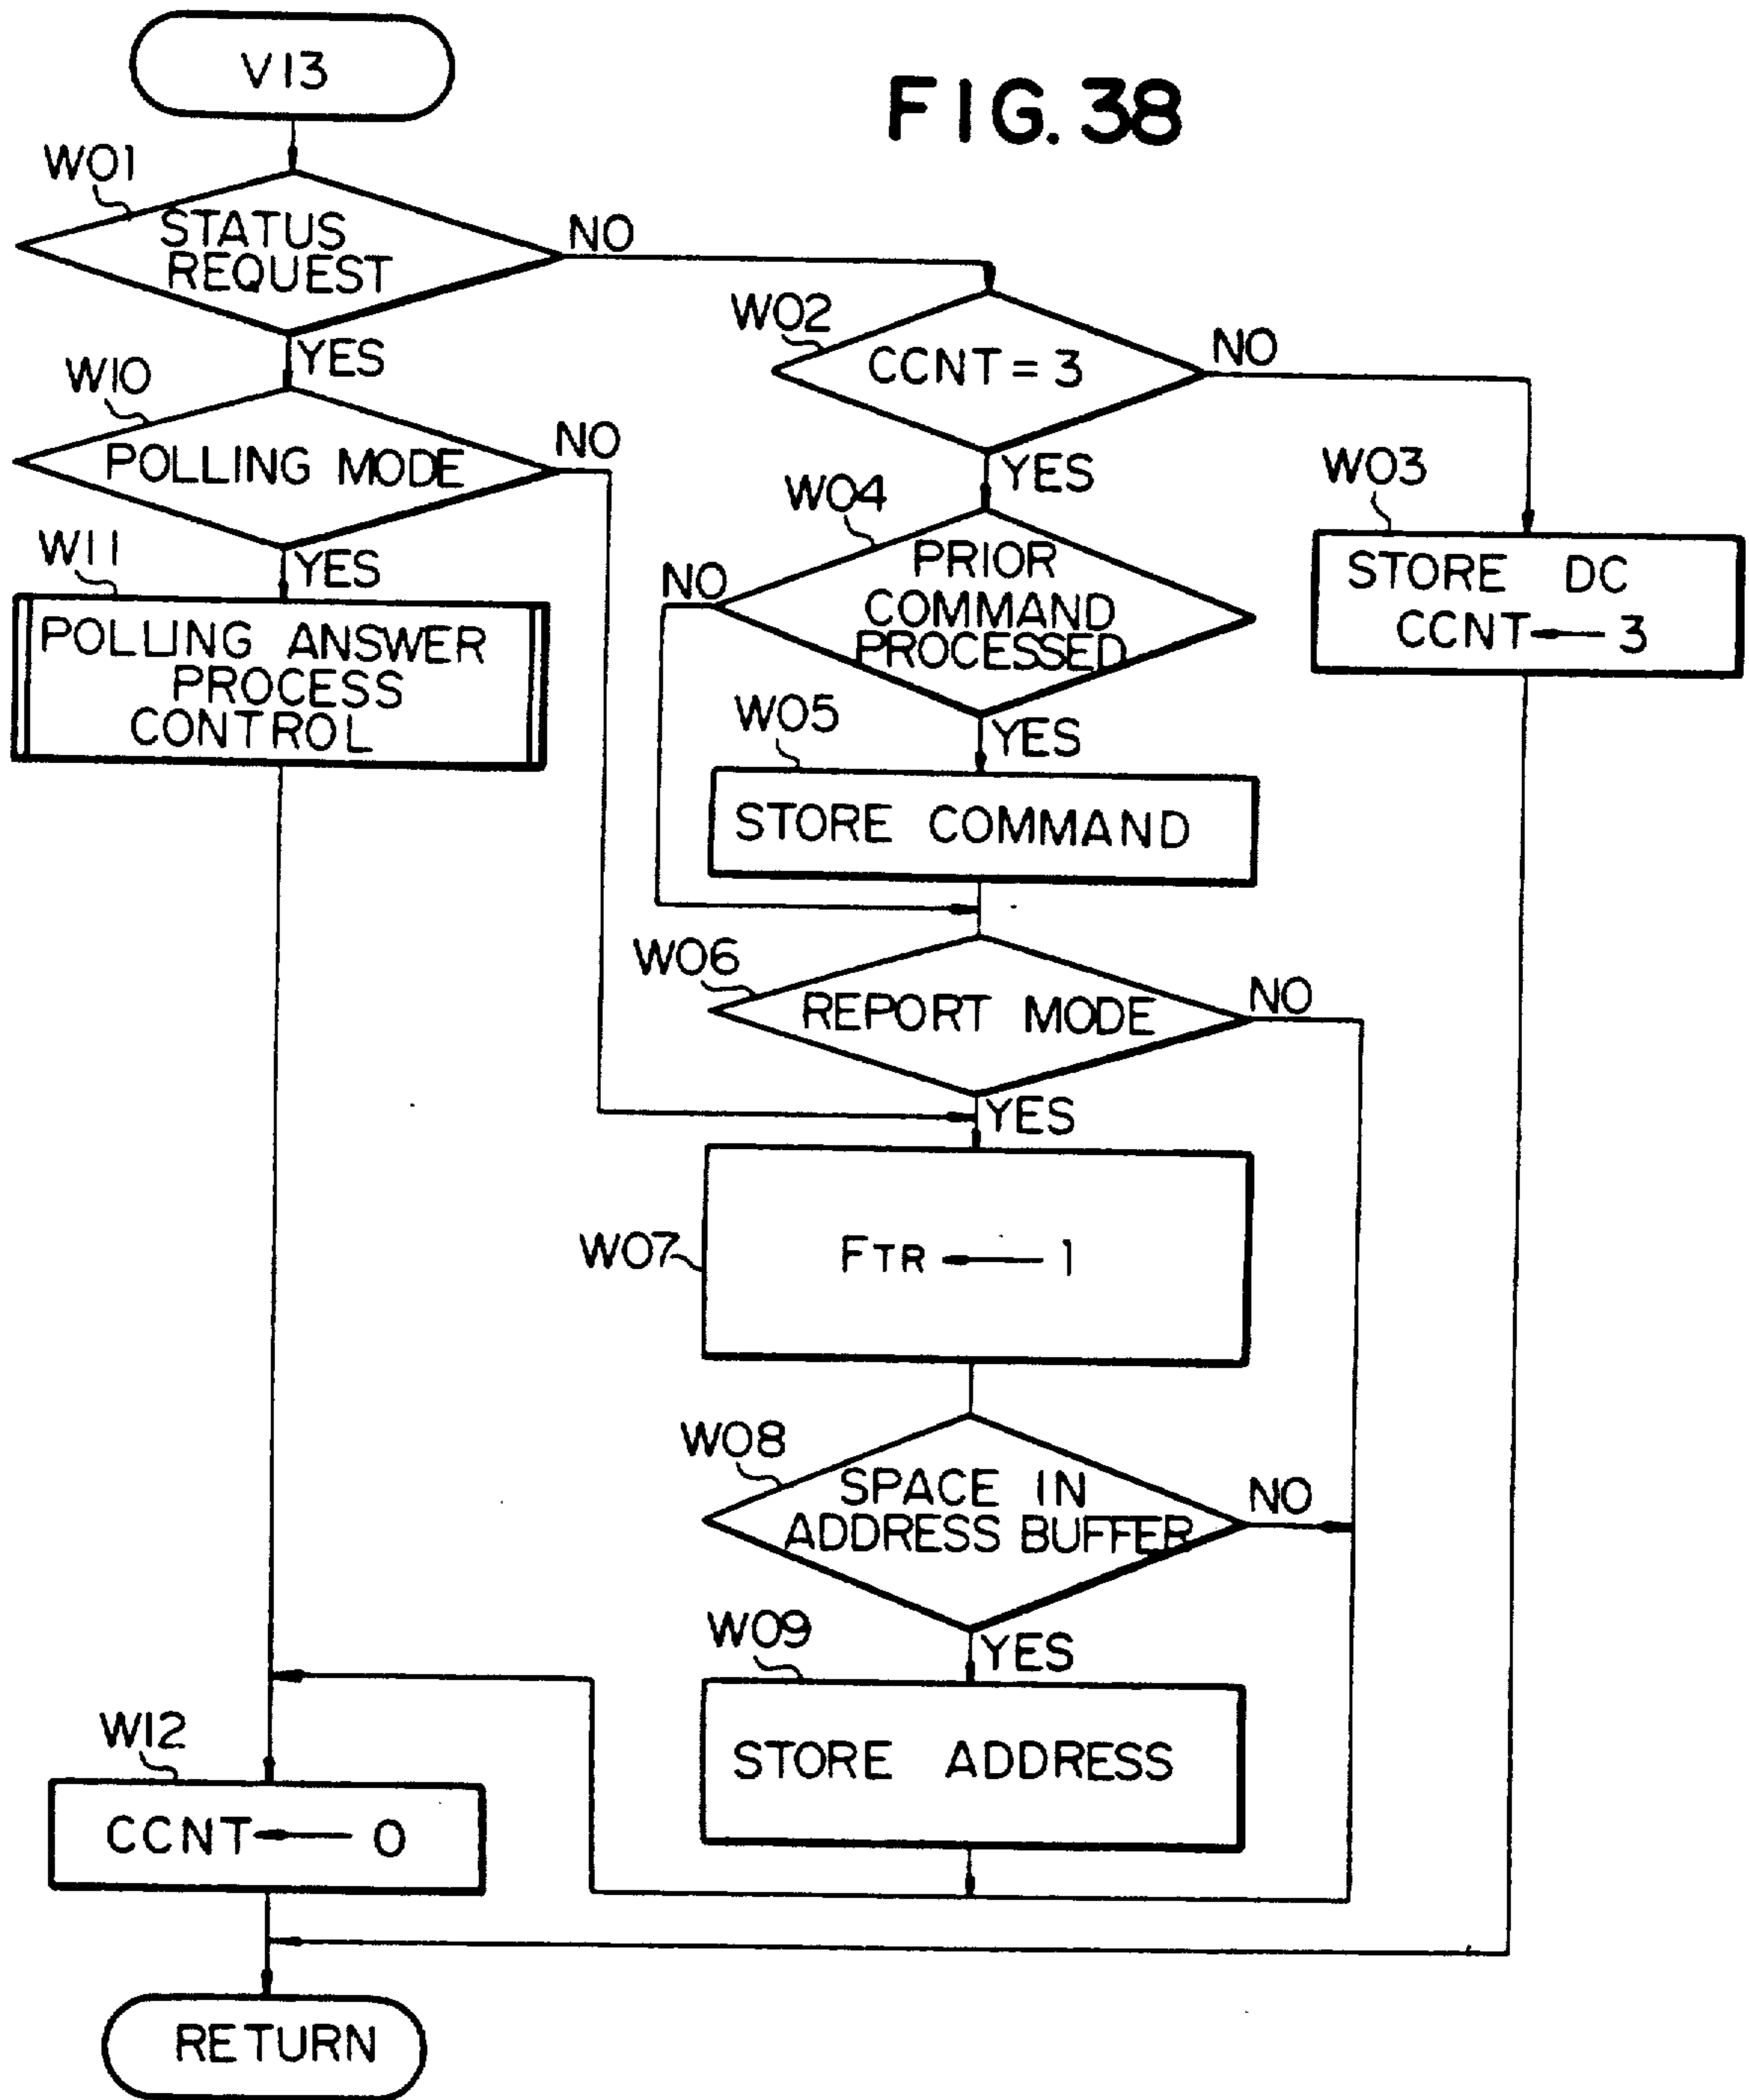 V13
FIG. 38
W01
STATUS
REQUEST
NO
YES
W02
CCNT = 3
NO
YES
W10
POLLING MODE
NO
YES
W03
STORE DC
CCNT ← 3
W04
PRIOR
COMMAND
PROCESSED
NO
YES
W11
POLLING ANSWER
PROCESS
CONTROL
W05
STORE COMMAND
W06
REPORT MODE
NO
YES
W07
FTR ← 1
W08
SPACE IN
ADDRESS BUFFER
NO
YES
W09
STORE ADDRESS
W12
CCNT ← 0
RETURN